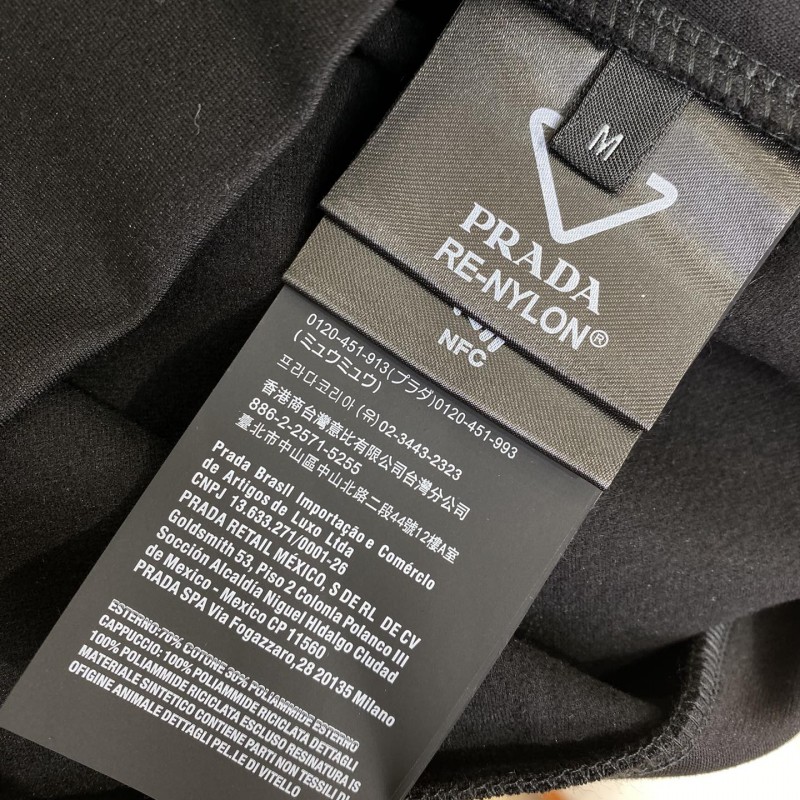 M
PRADA
RE-NYLON®
NFC
0120-451-913(プラダ)0120-451-993
(ミュウミュウ)
프라다코리아 (유)02-3443-2323
香港商台灣意比有限公司台灣分公司
886-2-2571-5255
臺北市中山區中山北路二段44號12樓A室
Prada Brasil Importação e Comércio
de Artigos de Luxo Ltda
CNPJ 13.633.271/0001-26
PRADA RETAIL MÉXICO, S DE RL DE CV
Goldsmith 53, Piso 2 Colonia Polanco III
Socción Alcaldía Niguel Hidalgo Ciudad
de Mexico - Mexico CP 11560
PRADA SPA Via Fogazzaro,28 20135 Milano
ESTERNO:70% COTONE 30% POLIAMMIDE ESTERNO
CAPPUCCIO:100% POLIAMMIDE RICICLATA DETTAGLI
100% POLIAMMIDE RICICLATA ESCLUSO RESINATURA IS
MATERIALE SINTETICO CONTIENE PARTI NON TESSILI DI
ORIGINE ANIMALE DETTAGLI PELLE DI VITELLO